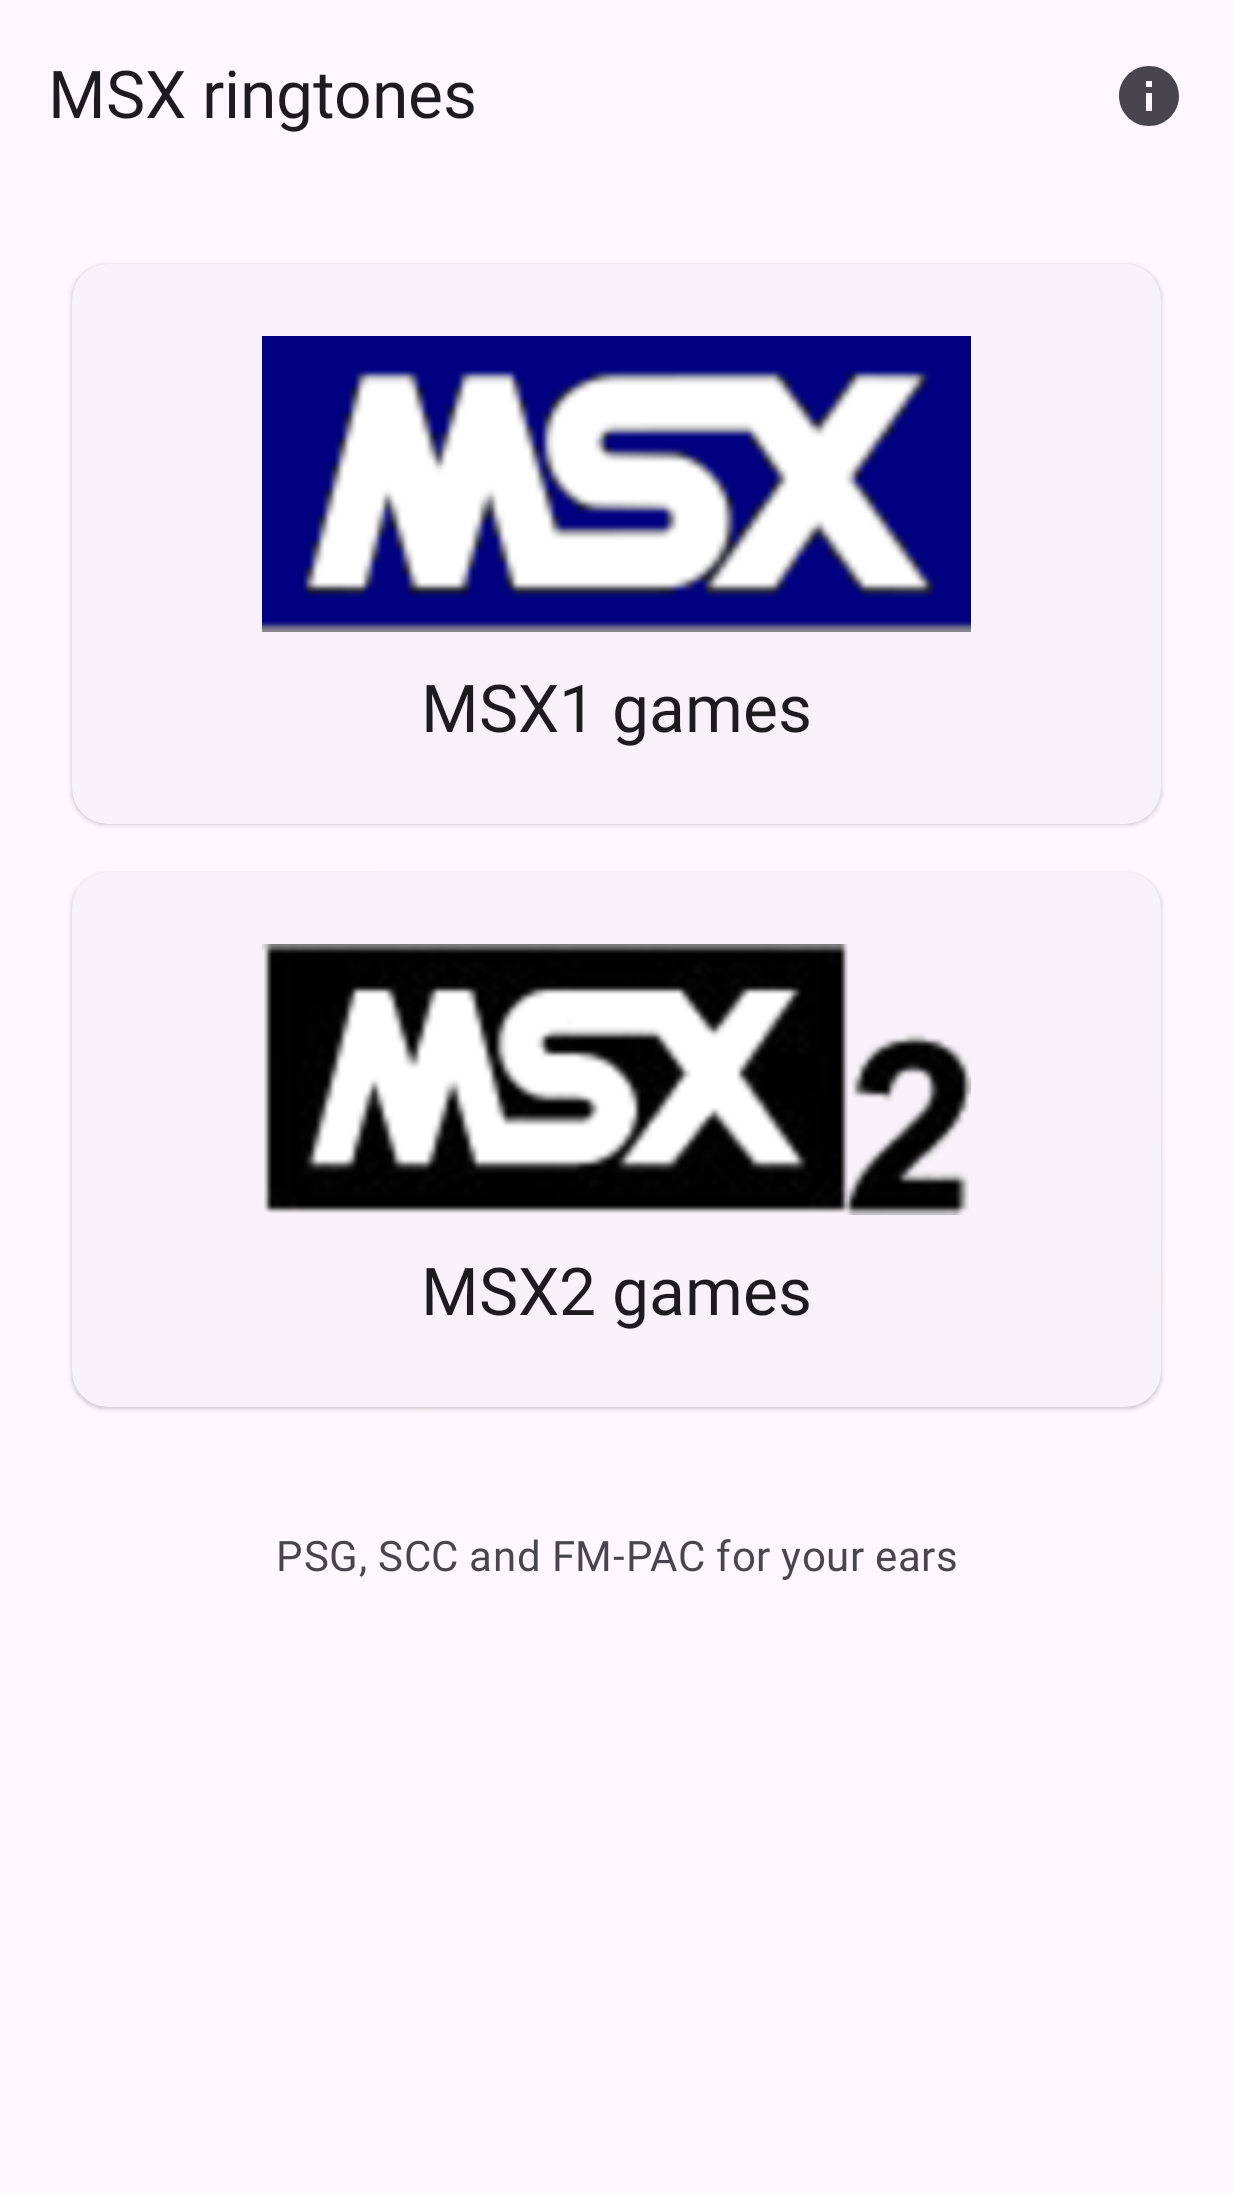 MSX ringtones
MSX
MSX1 games
MSX 2
MSX2 games
PSG, SCC and FM-PAC for your ears